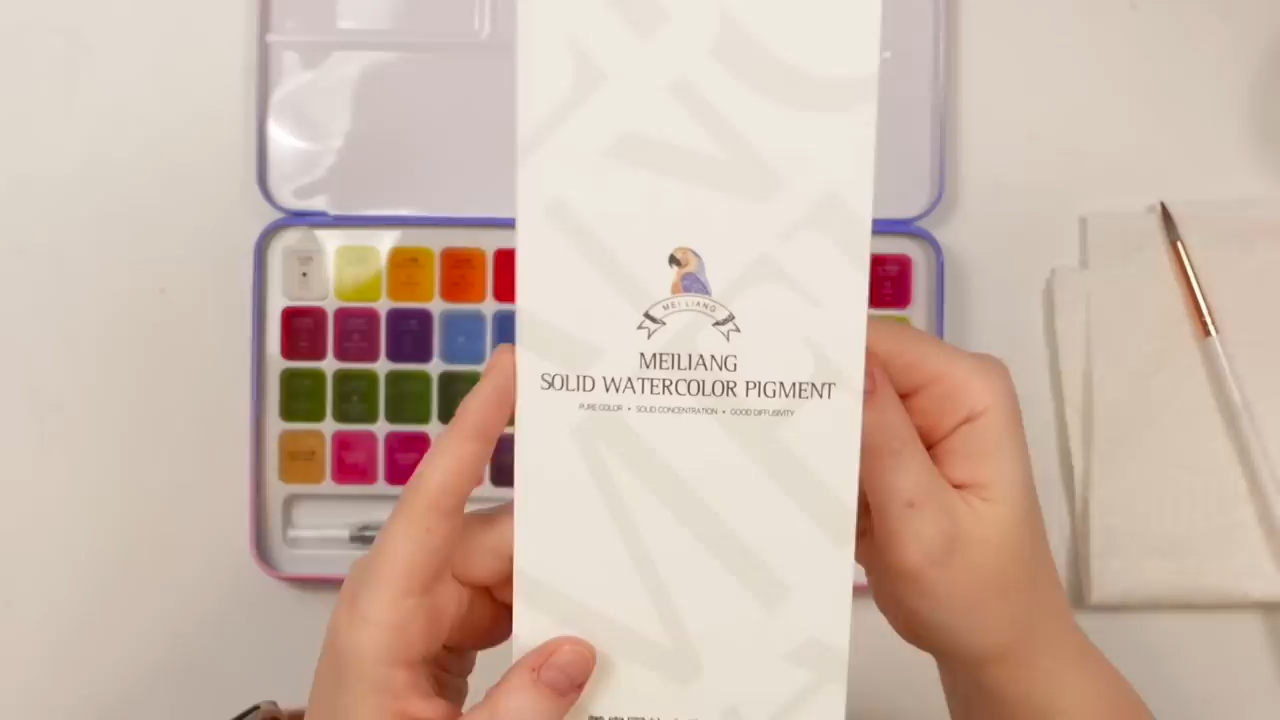 MEI LIANG
MEILIANG
SOLID WATERCOLOR PIGMENT
PURE COLOR • SOLID CONCENTRATION • GOOD DIFFUSIVITY